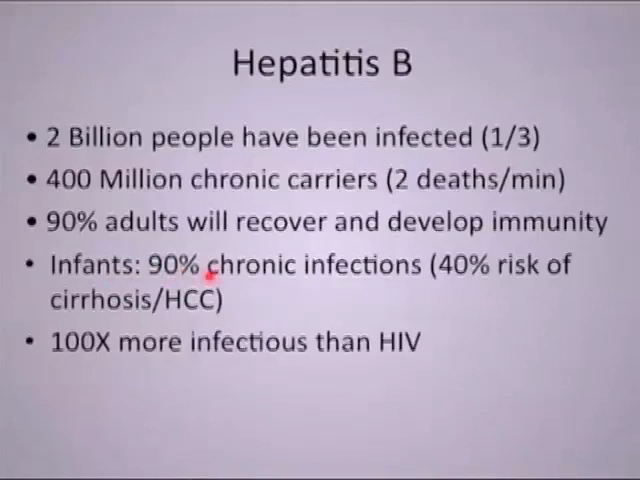 Hepatitis B
• 2 Billion people have been infected (1/3)
• 400 Million chronic carriers (2 deaths/min)
• 90% adults will recover and develop immunity
• Infants: 90% chronic infections (40% risk of
cirrhosis/HCC)
• 100X more infectious than HIV